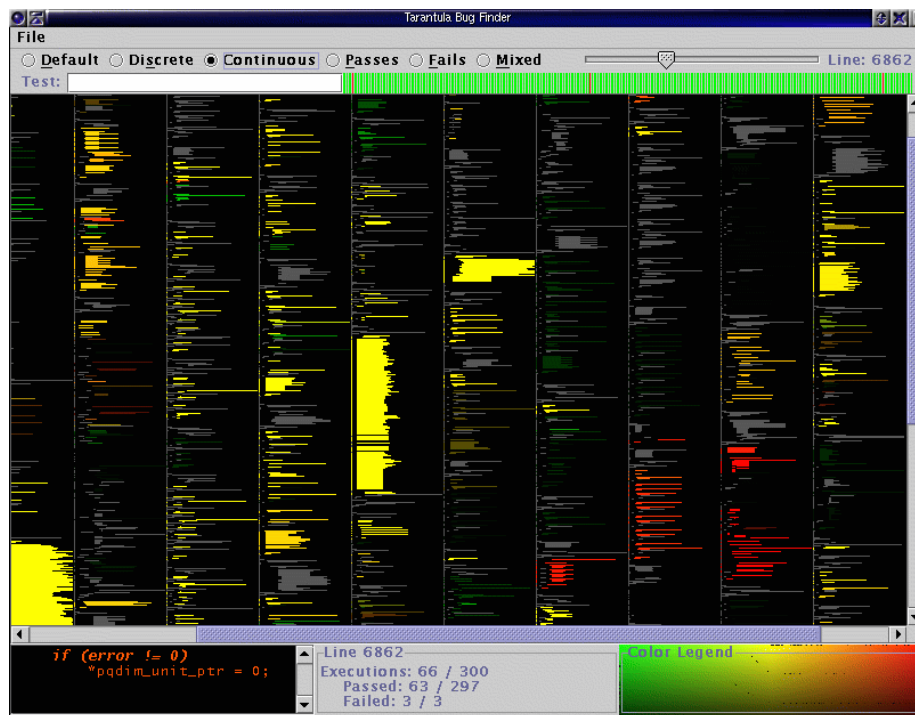 Tarantula Bug Finder
File
Default Discrete Continuous Passes Fails Mixed Line: 6862
Test:
if (error != 0)
*pqdim_unit_ptr = 0;
Line 6862
Executions: 66 / 300
Passed: 63 / 297
Failed: 3 / 3
Color Legend